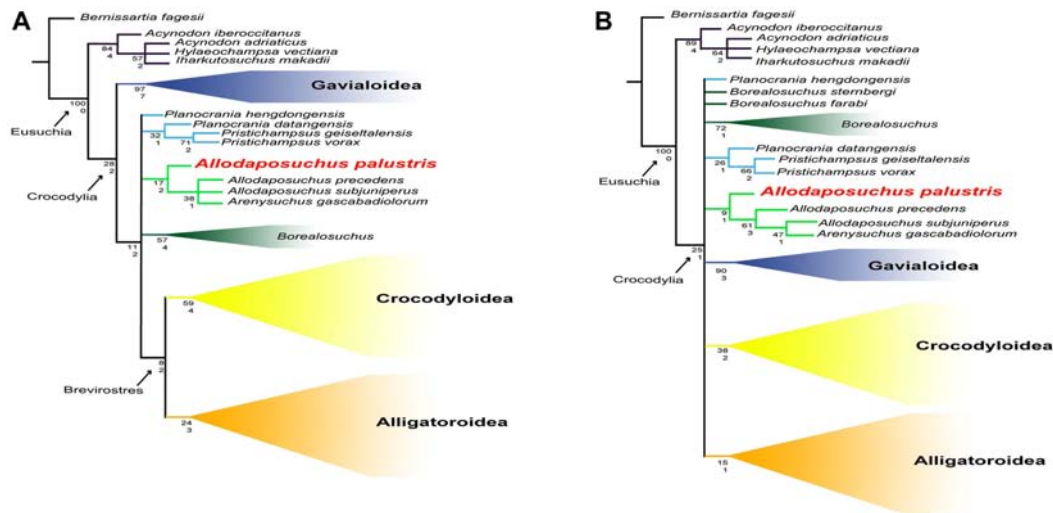 A
Bernissartia fagesii
Acynodon iberoccitanus
Acynodon adriaticus
Hylaeochampsa vectiana
Iharkutosuchus makadii
84
4
57
2
Gavialoidea
97
7
100
0
Eusuchia
Planocrania hengdongensis
Planocrania datangensis
Pristichampsus geiseltalensis
Pristichampsus vorax
32
1
71
2
28
2
Crocodylia
Allodaposuchus palustris
Allodaposuchus precedens
Allodaposuchus subjuniperus
Arenysuchus gascabadiolorum
17
2
38
1
Borealosuchus
57
4
11
2
Crocodyloidea
59
4
8
2
Brevirostres
Alligatoroidea
24
3
B
Bernissartia fagesii
Acynodon iberoccitanus
Acynodon adriaticus
Hylaeochampsa vectiana
Iharkutosuchus makadii
89
4
64
2
Planocrania hengdongensis
Borealosuchus sternbergi
Borealosuchus farabi
Borealosuchus
72
1
100
0
Eusuchia
Planocrania datangensis
Pristichampsus geiseltalensis
Pristichampsus vorax
26
1
66
2
Allodaposuchus palustris
Allodaposuchus precedens
Allodaposuchus subjuniperus
Arenysuchus gascabadiolorum
9
1
61
3
47
1
25
1
Crocodylia
Gavialoidea
90
3
Crocodyloidea
36
2
Alligatoroidea
15
1